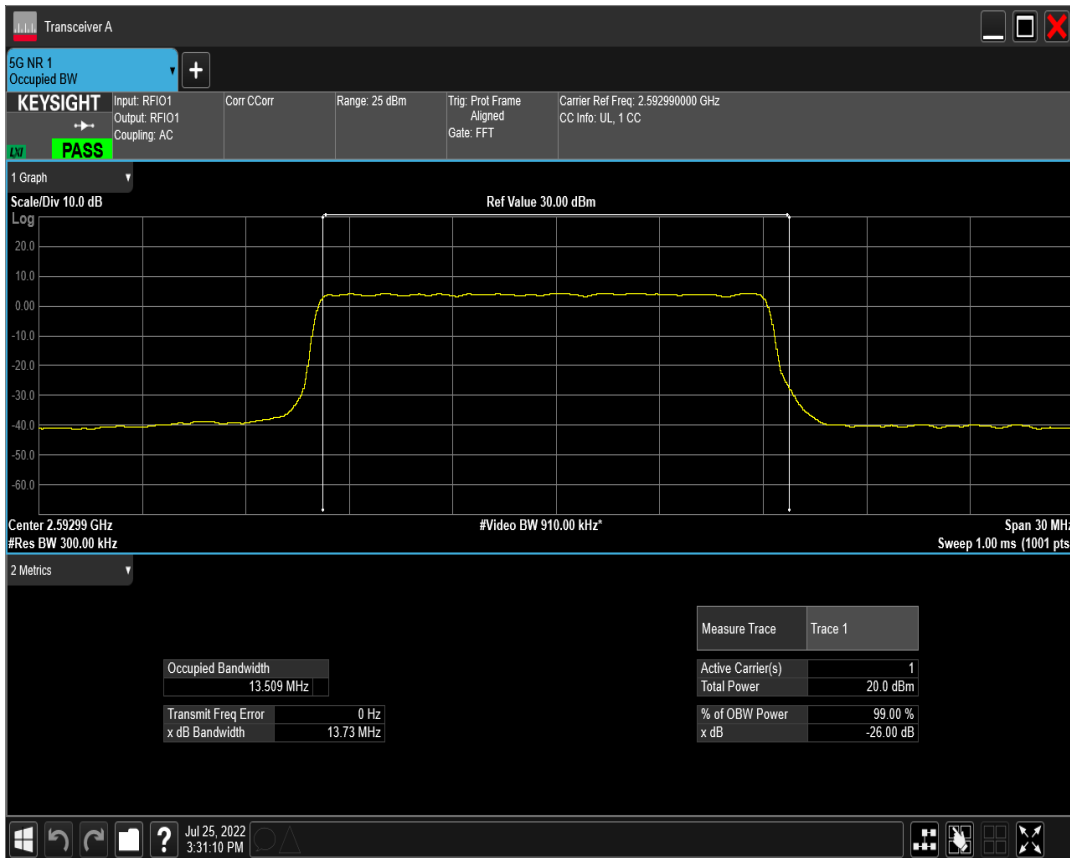 Transceiver A
5G NR 1
Occupied BW
KEYSIGHT
LXI
PASS
Input: RFIO1
Output: RFIO1
Coupling: AC
Corr CCorr
Range: 25 dBm
Trig: Prot Frame
Aligned
Gate: FFT
Carrier Ref Freq: 2.592990000 GHz
CC Info: UL, 1 CC
1 Graph
Scale/Div 10.0 dB
Ref Value 30.00 dBm
Log
20.0
10.0
0.00
-10.0
-20.0
-30.0
-40.0
-50.0
-60.0
Center 2.59299 GHz
#Video BW 910.00 kHz*
Span 30 MHz
#Res BW 300.00 kHz
Sweep 1.00 ms (1001 pts
2 Metrics
Measure Trace Trace 1
Occupied Bandwidth
13.509 MHz
Active Carrier(s) 1
Total Power 20.0 dBm
Transmit Freq Error 0 Hz
x dB Bandwidth 13.73 MHz
% of OBW Power 99.00 %
x dB -26.00 dB
Jul 25, 2022
3:31:10 PM